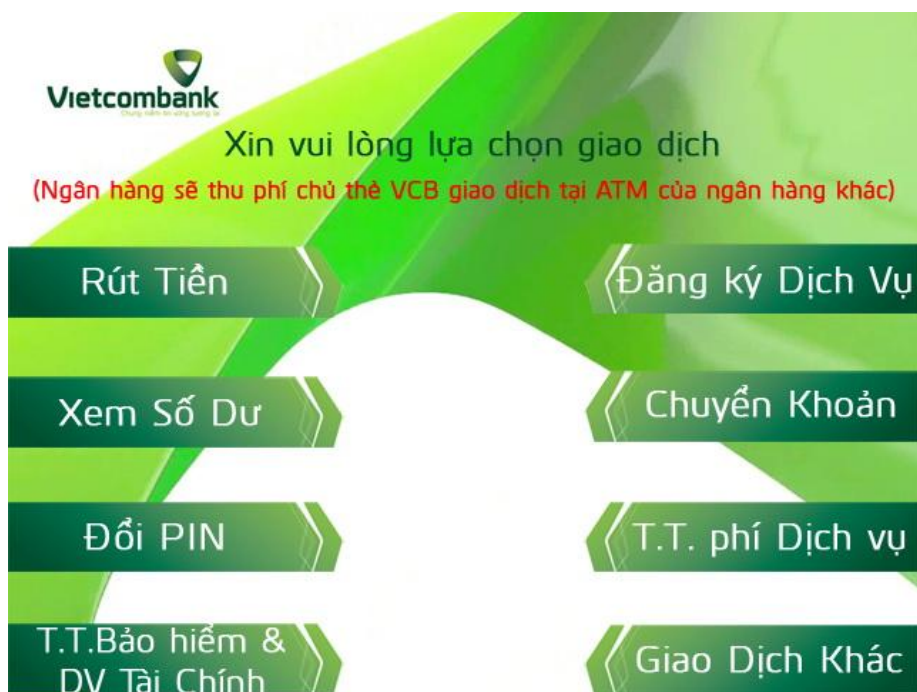 Vietcombank
Xin vui lòng lựa chọn giao dịch
(Ngân hàng sẽ thu phí chủ thẻ VCB giao dịch tại ATM của ngân hàng khác)
Rút Tiền
Đăng ký Dịch Vụ
Xem Số Dư
Chuyển Khoản
Đổi PIN
T.T. phí Dịch vụ
T.T.Bảo hiểm &
DV Tài Chính
Giao Dịch Khác